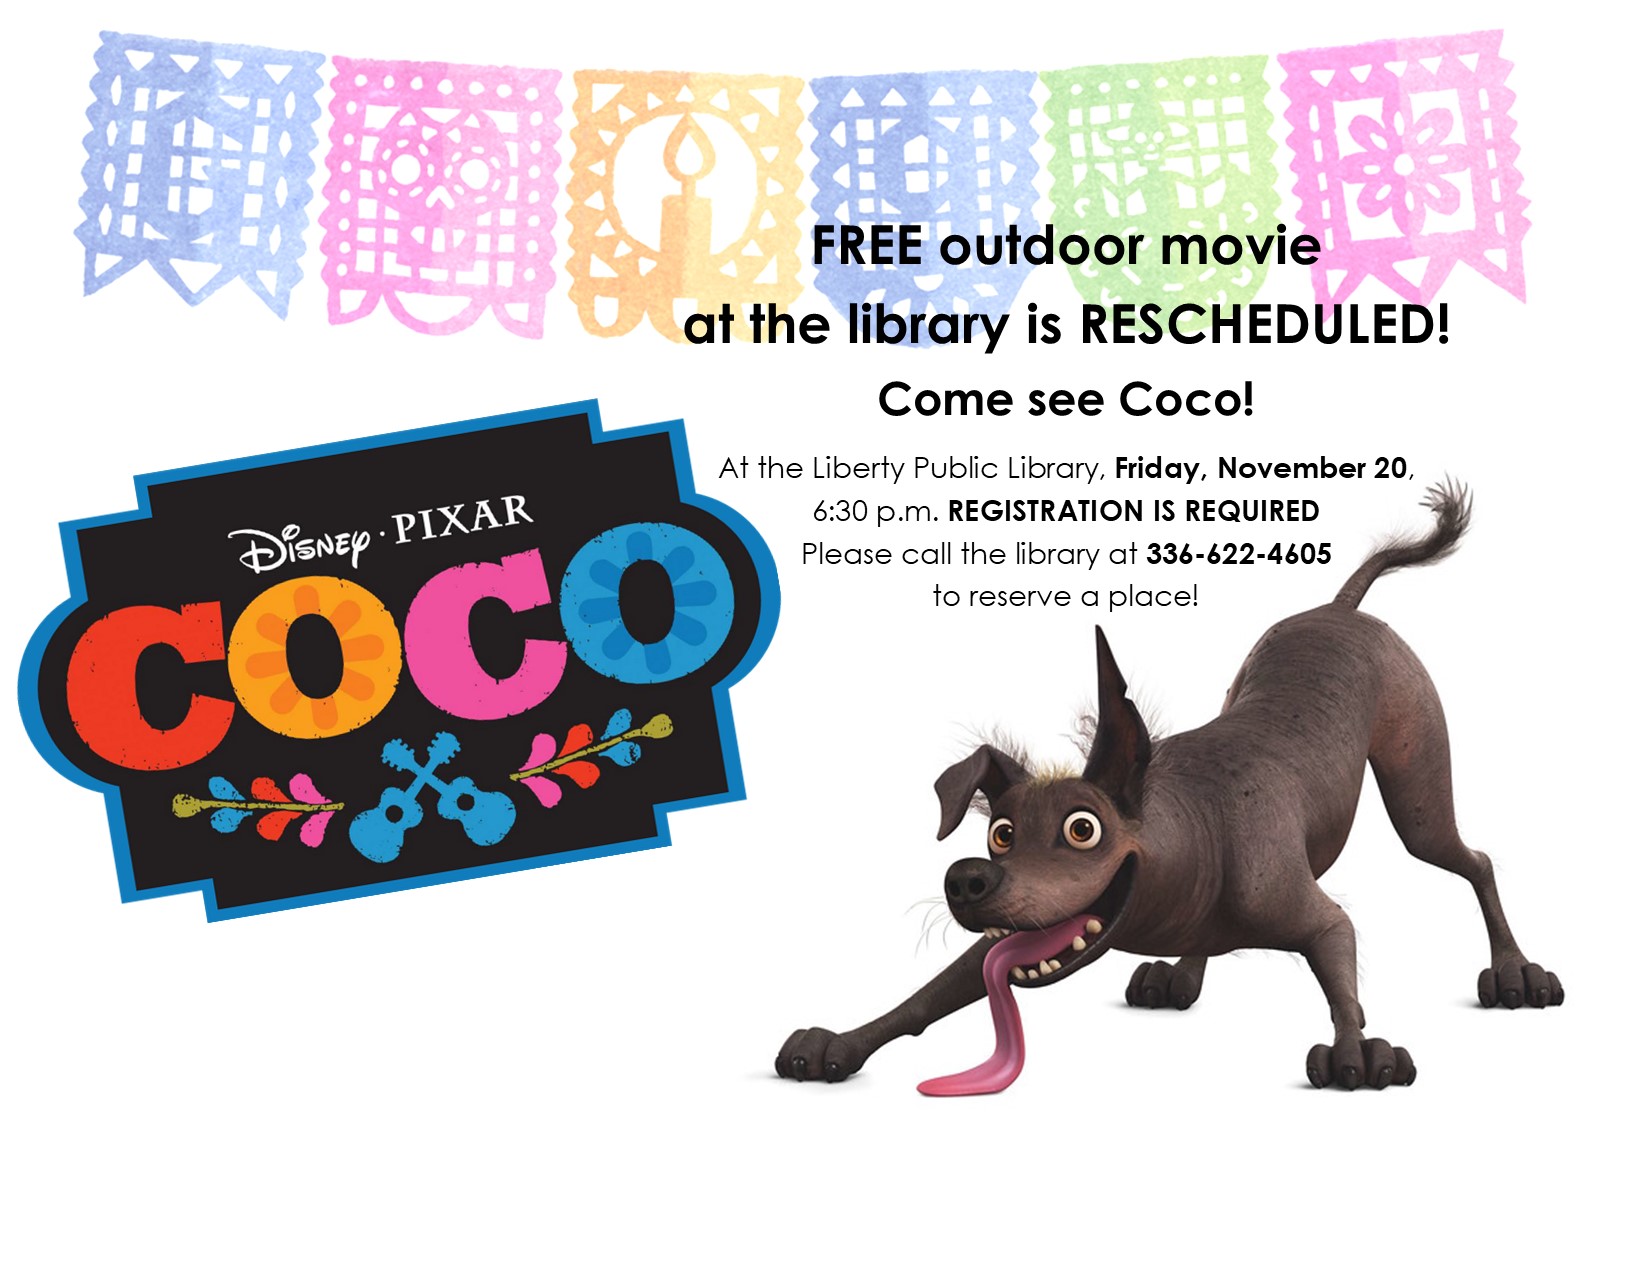 FREE outdoor movie
at the library is RESCHEDULED!
Come see Coco!
At the Liberty Public Library, Friday, November 20,
6:30 p.m. REGISTRATION IS REQUIRED
Please call the library at 336-622-4605
to reserve a place!
Disney · PIXAR
COCO